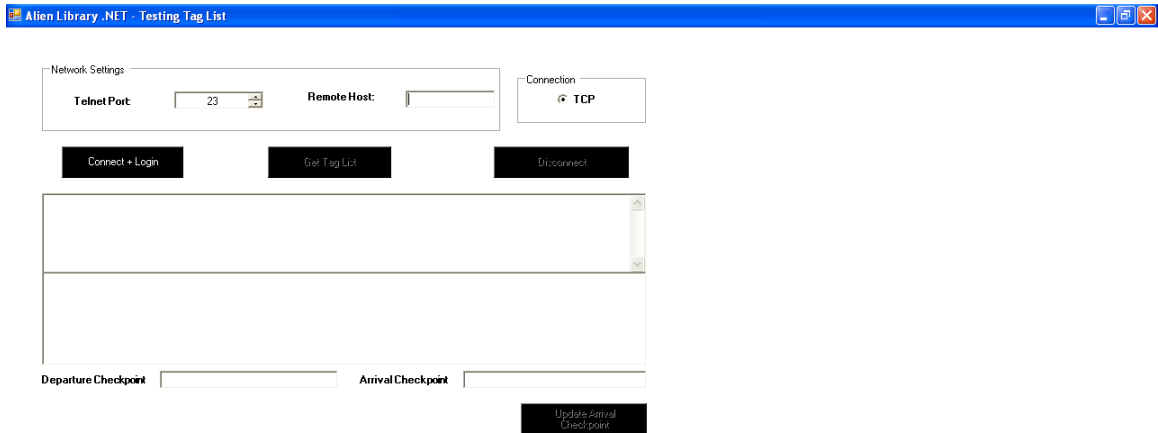 Alien Library .NET - Testing Tag List
Network Settings
Connection
Telnet Port: 23 Remote Host:
TCP
Connect + Login Get Tag List Disconnect
Departure Checkpoint Arrival Checkpoint
Update Arrival
Checkpoint